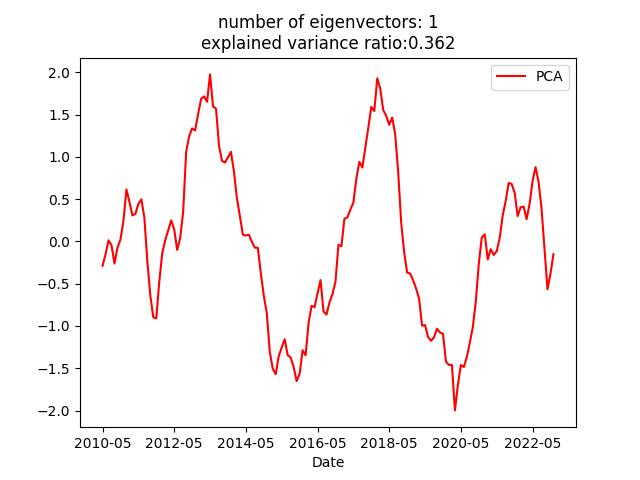 number of eigenvectors: 1
explained variance ratio:0.362
PCA
2.0
1.5
1.0
0.5
0.0
−0.5
−1.0
−1.5
−2.0
2010-05 2012-05 2014-05 2016-05 2018-05 2020-05 2022-05
Date